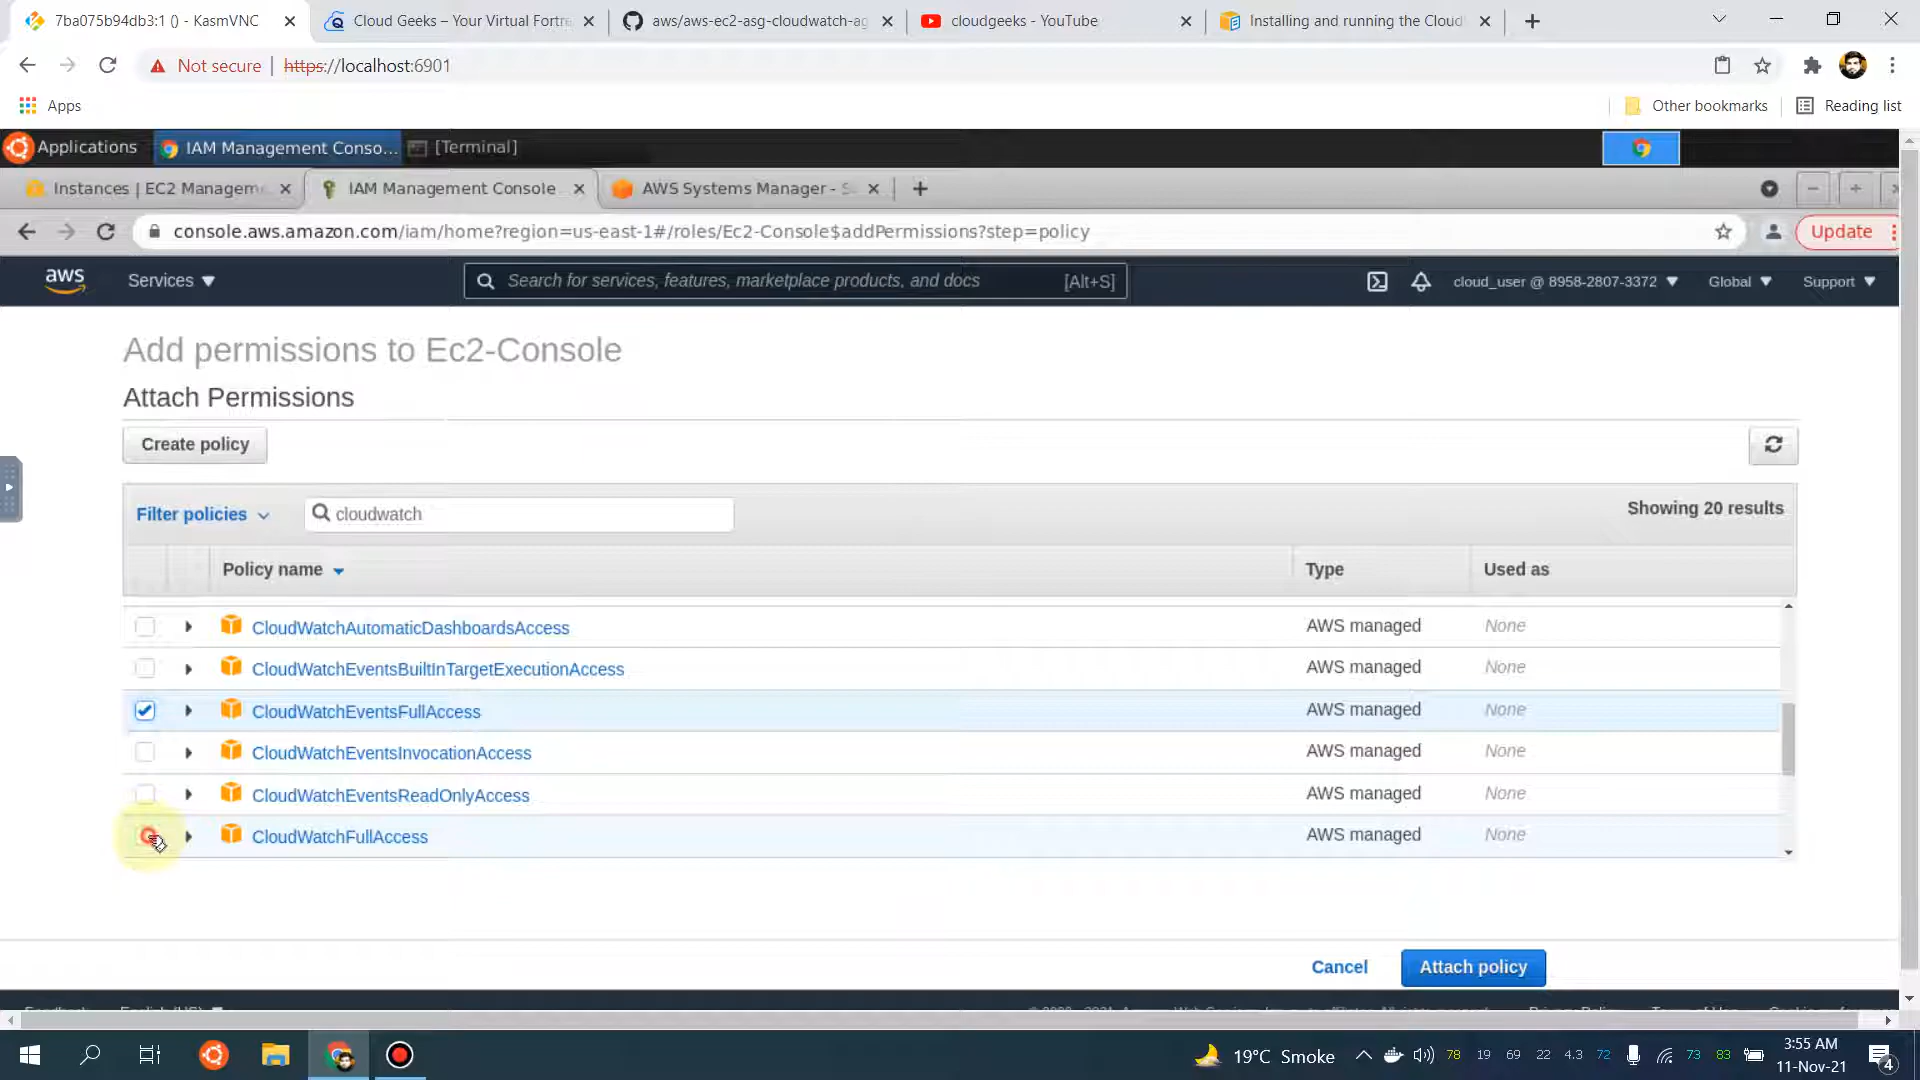 7ba075b94db3:1 () - KasmVNC
Cloud Geeks – Your Virtual Fortre
aws/aws-ec2-asg-cloudwatch-ag
cloudgeeks - YouTube
Installing and running the Cloud
Not secure | https://localhost:6901
Apps
Other bookmarks
Reading list
Applications
IAM Management Conso...
[Terminal]
Instances | EC2 Managem
IAM Management Console
AWS Systems Manager - S
console.aws.amazon.com/iam/home?region=us-east-1#/roles/Ec2-Console$addPermissions?step=policy
Update
aws
Services
Search for services, features, marketplace products, and docs
[Alt+S]
cloud_user @ 8958-2807-3372
Global
Support
Add permissions to Ec2-Console
Attach Permissions
Create policy
Filter policies
cloudwatch
Showing 20 results
Policy name
Type
Used as
CloudWatchAutomaticDashboardsAccess
AWS managed
None
CloudWatchEventsBuiltInTargetExecutionAccess
AWS managed
None
CloudWatchEventsFullAccess
AWS managed
None
CloudWatchEventsInvocationAccess
AWS managed
None
CloudWatchEventsReadOnlyAccess
AWS managed
None
CloudWatchFullAccess
AWS managed
None
Cancel
Attach policy
19°C Smoke
78 19 69 22 4.3 72
73 83
3:55 AM
11-Nov-21
4